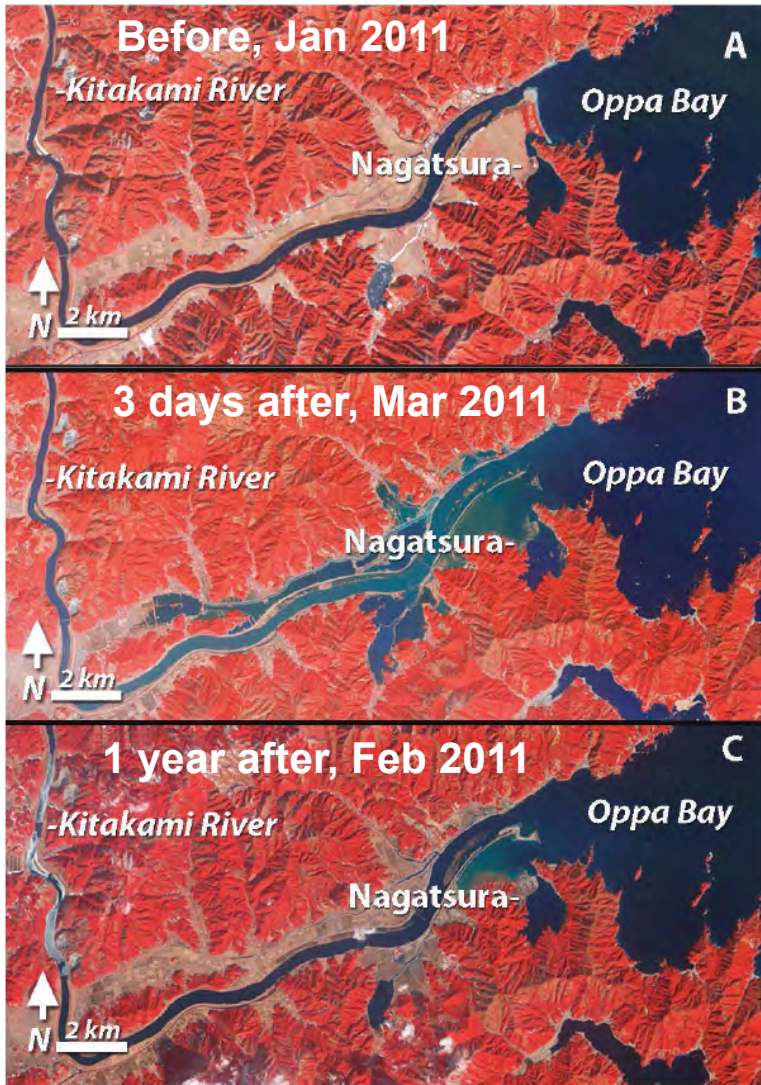 Before, Jan 2011
A
-Kitakami River
Oppa Bay
Nagatsura-
N
2 km
3 days after, Mar 2011
B
-Kitakami River
Oppa Bay
Nagatsura-
N
2 km
1 year after, Feb 2011
C
-Kitakami River
Oppa Bay
Nagatsura-
N
2 km